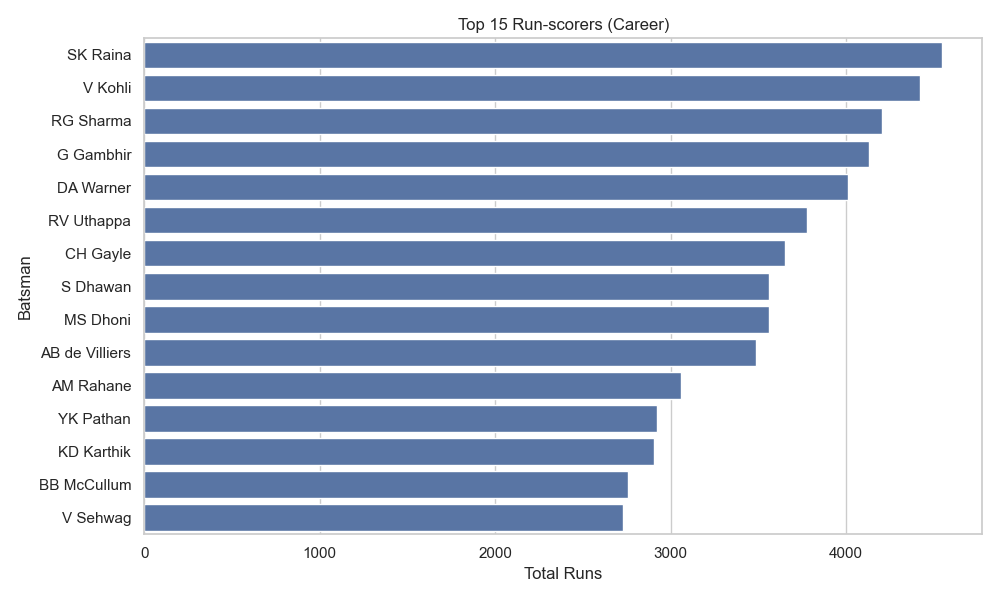 Top 15 Run-scorers (Career)
SK Raina
V Kohli
RG Sharma
G Gambhir
DA Warner
RV Uthappa
CH Gayle
S Dhawan
MS Dhoni
AB de Villiers
AM Rahane
YK Pathan
KD Karthik
BB McCullum
V Sehwag
Batsman
0 1000 2000 3000 4000
Total Runs